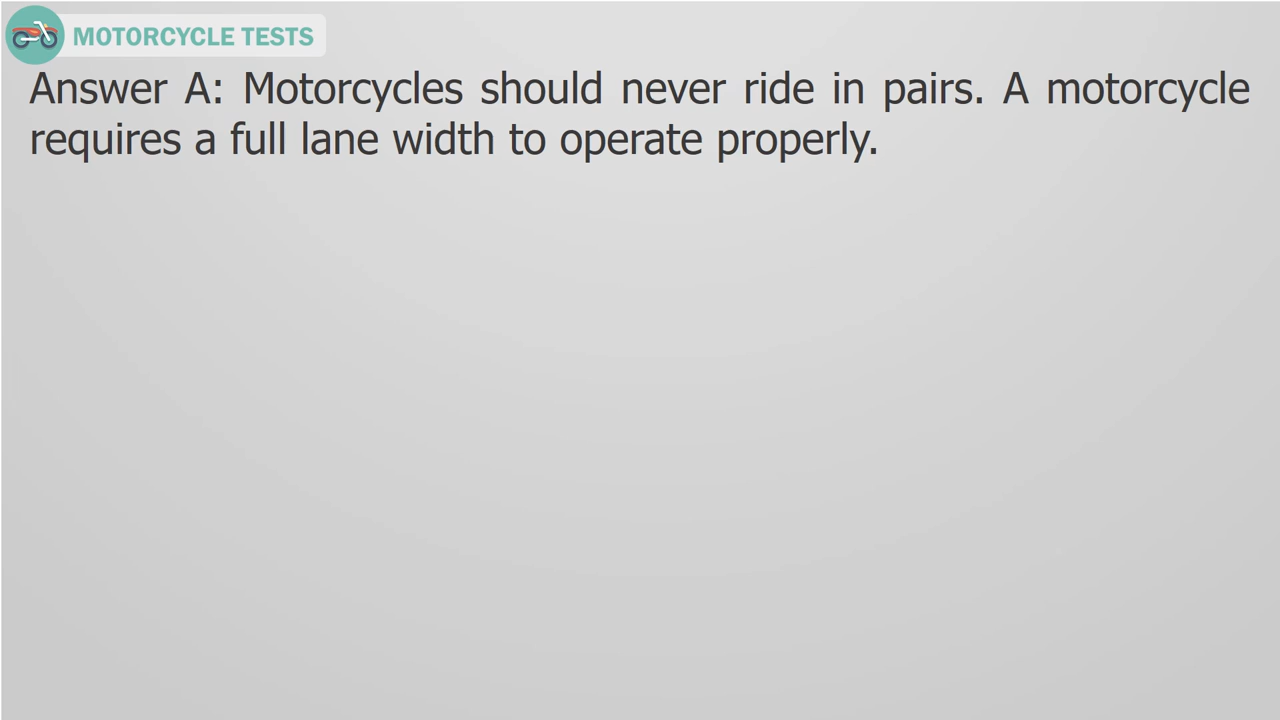 MOTORCYCLE TESTS
Answer A: Motorcycles should never ride in pairs. A motorcycle
requires a full lane width to operate properly.